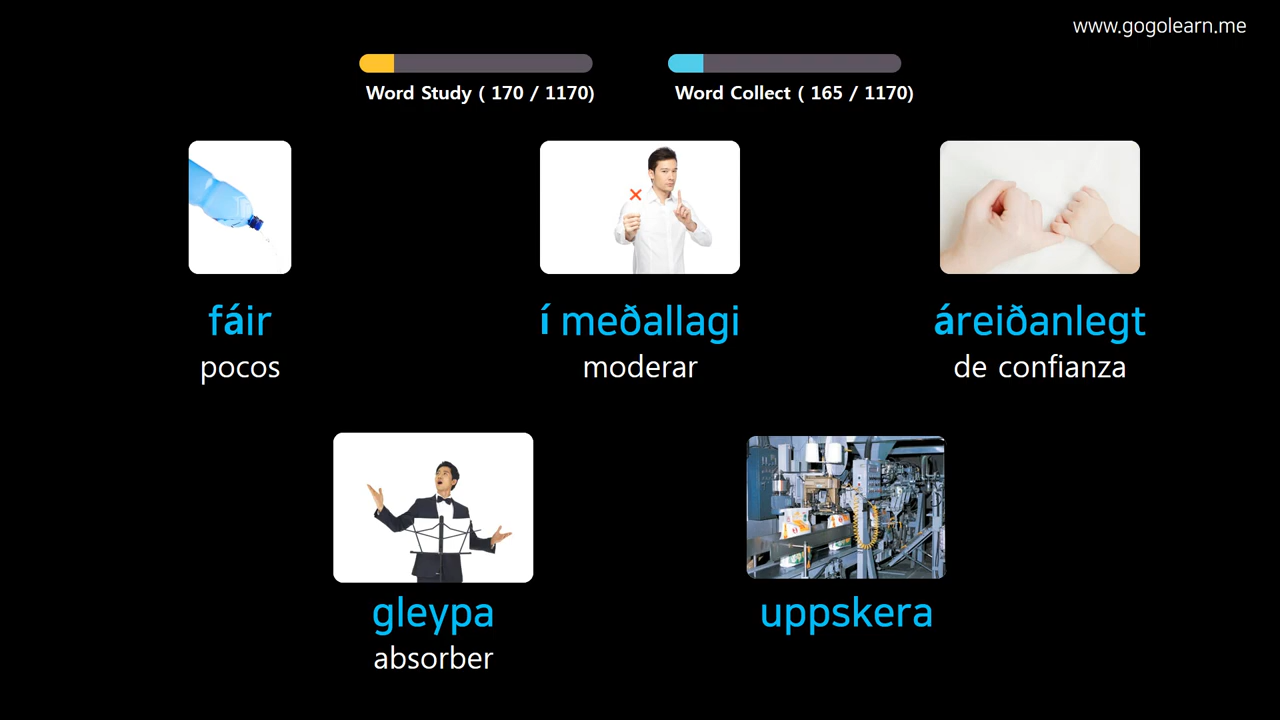 www.gogolearn.me
Word Study ( 170 / 1170)
Word Collect ( 165 / 1170)
fáir
pocos
í meðallagi
moderar
áreiðanlegt
de confianza
gleypa
absorber
uppskera